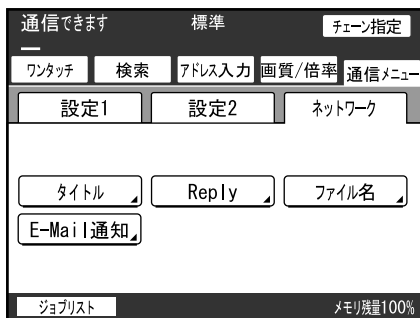 通信できます 標準 チェーン指定
ワンタッチ 検索 アドレス入力 画質/倍率 通信メニュー
設定1 設定2 ネットワーク
タイトル Reply ファイル名
E-Mail通知
ジョブリスト メモリ残量100%